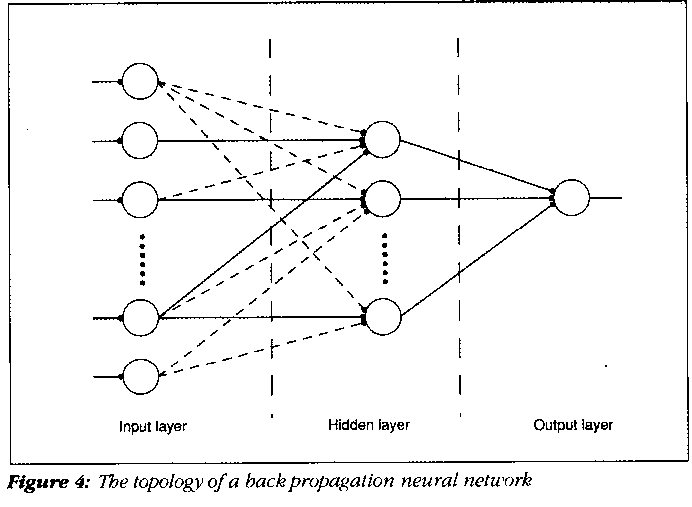 Input layer
Hidden layer
Output layer
Figure 4: The topology of a back propagation neural network